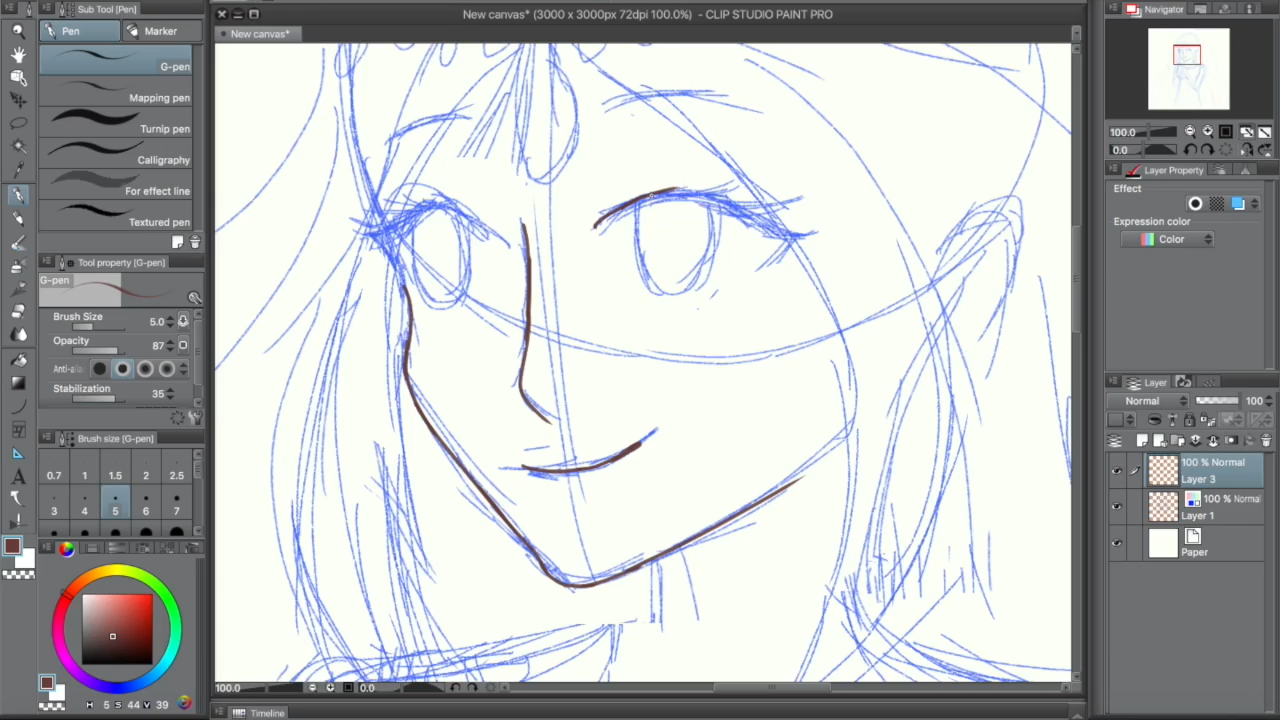 Sub Tool [Pen]
Pen
Marker
G-pen
Mapping pen
Turnip pen
Calligraphy
For effect line
Textured pen
Tool property [G-pen]
G-pen
Brush Size 5.0
Opacity 87
Stabilization 35
Brush size [G-pen]
0.7 1 1.5 2 2.5
3 4 5 6 7
H 5 S 44 V 39
New canvas* (3000 x 3000px 72dpi 100.0%) - CLIP STUDIO PAINT PRO
New canvas*
100.0 0.0
Timeline
Navigator
100.0
0.0
Layer Property
Effect
Expression color
Color
Layer
Normal 100
100 % Normal
Layer 3
100 % Normal
Layer 1
Paper